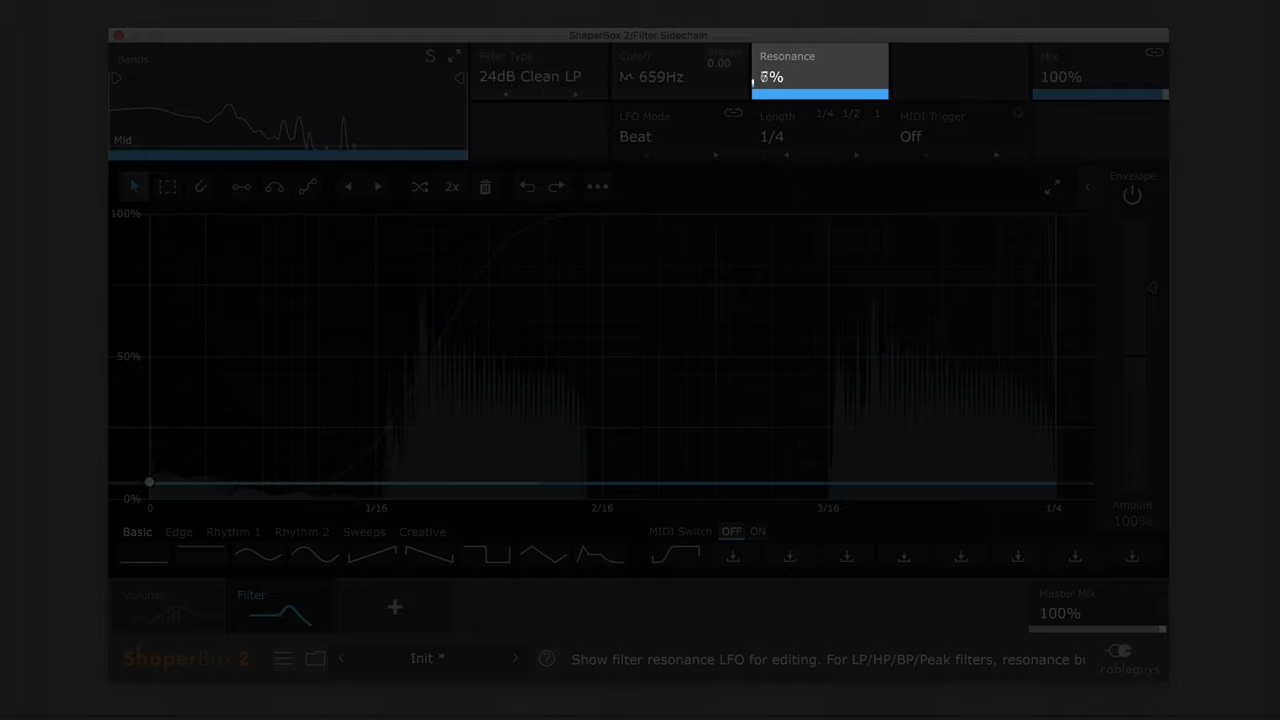 ShaperBox 2/Filter Sidechain
Bands
S
Filter Type
24dB Clean LP
Cutoff
659Hz
Stereo
0.00
Resonance
Mix
100%
Mid
LFO Mode
Beat
Length
1/4 1/2 1
1/4
MIDI Trigger
Off
2x
Envelope
100%
50%
0%
0 1/16 2/16 3/16 1/4
Amount
100%
Basic Edge Rhythm 1 Rhythm 2 Sweeps Creative
MIDI Switch OFF ON
Volume
Filter
Master Mix
100%
ShaperBox 2
Init *
Show filter resonance LFO for editing. For LP/HP/BP/Peak filters, resonance
cableguys